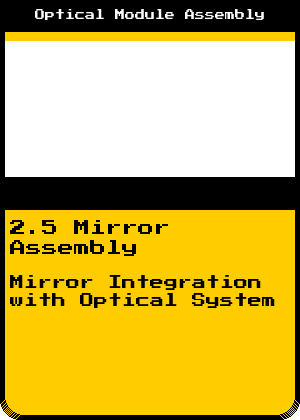 Optical Module Assembly
2.5 Mirror
Assembly
Mirror Integration
with Optical System